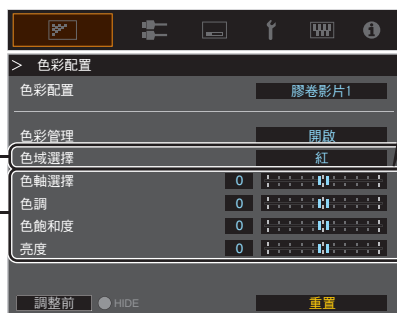 > 色彩配置
色彩配置 膠卷影片1
色彩管理 開啟
色域選擇 紅
色軸選擇 0
色調 0
色飽和度 0
亮度 0
調整前 HIDE 重置